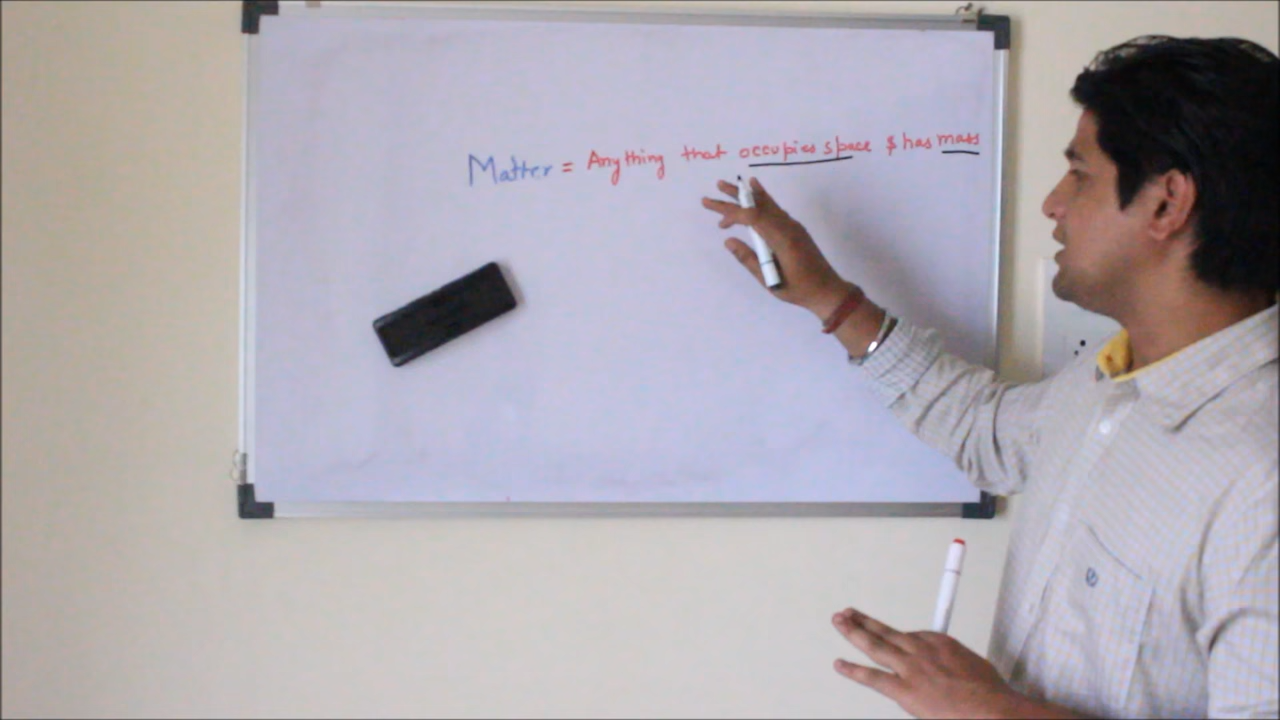 Matter = Anything that occupies space & has mass